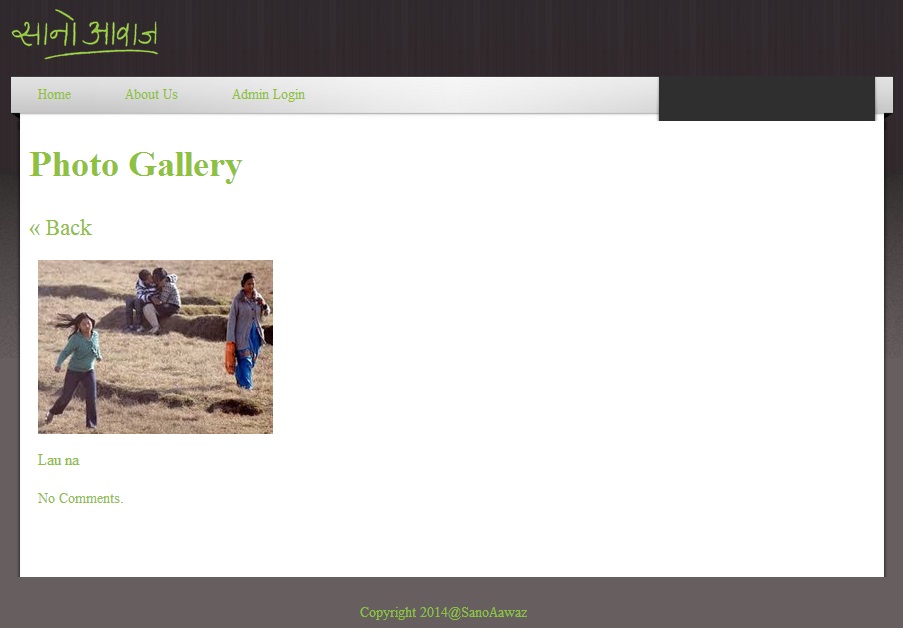 सानो आवाज
Home About Us Admin Login
Photo Gallery
« Back
Lau na
No Comments.
Copyright 2014@SanoAawaz